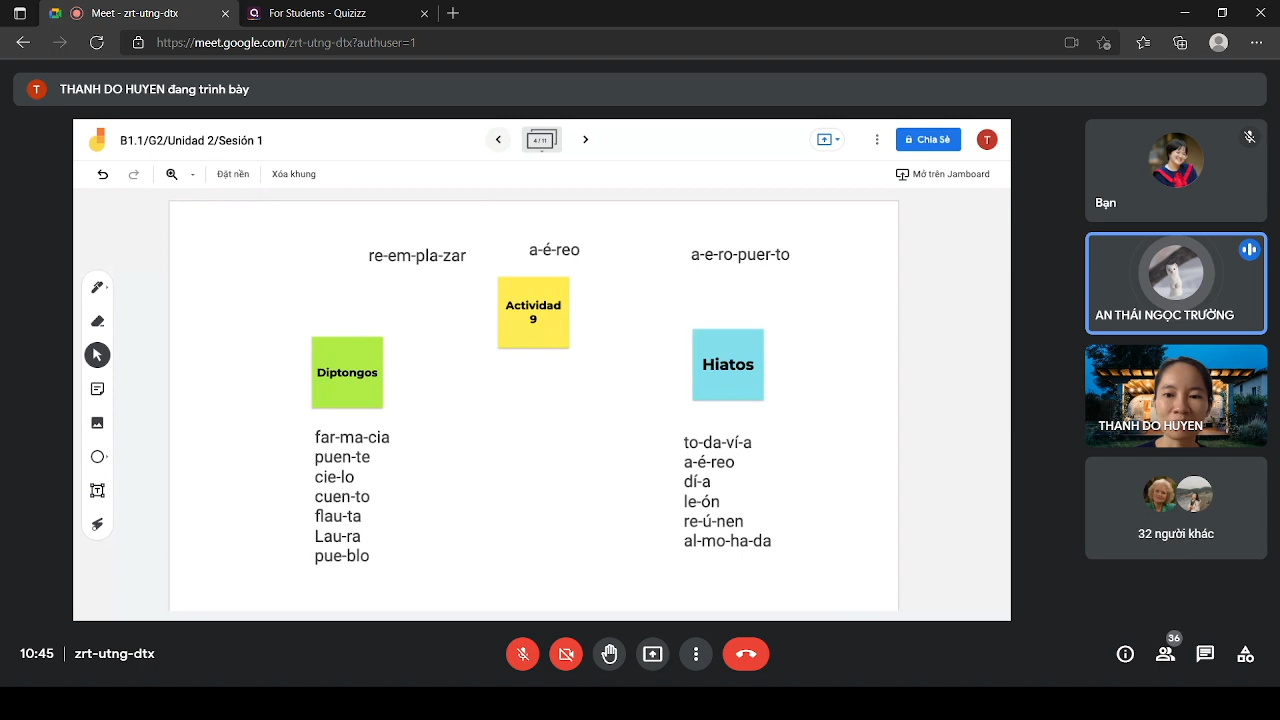 Meet - zrt-utng-dtx
For Students - Quizizz
https://meet.google.com/zrt-utng-dtx?authuser=1
T
THANH DO HUYEN đang trình bày
B1.1/G2/Unidad 2/Sesión 1
4 / 11
Chia Sẻ
T
Đặt nền
Xóa khung
Mở trên Jamboard
re-em-pla-zar
a-é-reo
a-e-ro-puer-to
Actividad
9
Diptongos
Hiatos
far-ma-cia
puen-te
cie-lo
cuen-to
flau-ta
Lau-ra
pue-blo
to-da-ví-a
a-é-reo
dí-a
le-ón
re-ú-nen
al-mo-ha-da
Bạn
AN THÁI NGỌC TRƯỜNG
THANH DO HUYEN
32 người khác
10:45
zrt-utng-dtx
36